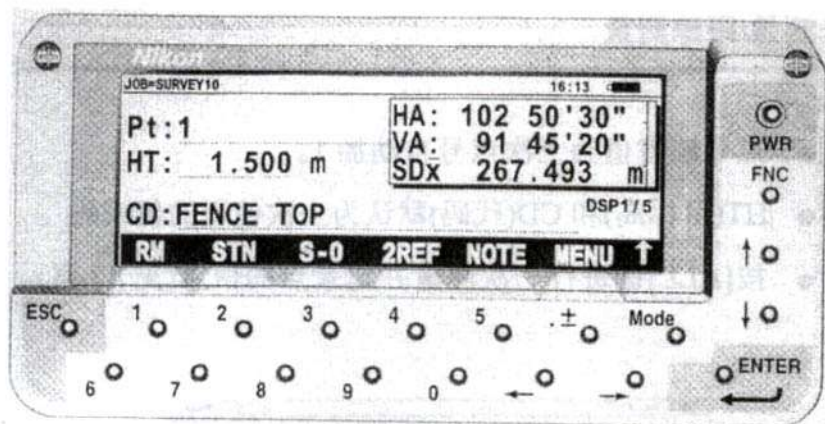 Nikon
JOB=SURVEY10 16:13
Pt:1
HT: 1.500 m
CD:FENCE TOP
HA: 102 50'30"
VA: 91 45'20"
SDx̄ 267.493 m
DSP1/5
RM STN S-O 2REF NOTE MENU ↑
PWR
FNC
↑
↓
ENTER
ESC 1 2 3 4 5 .± Mode
6 7 8 9 0 ← →